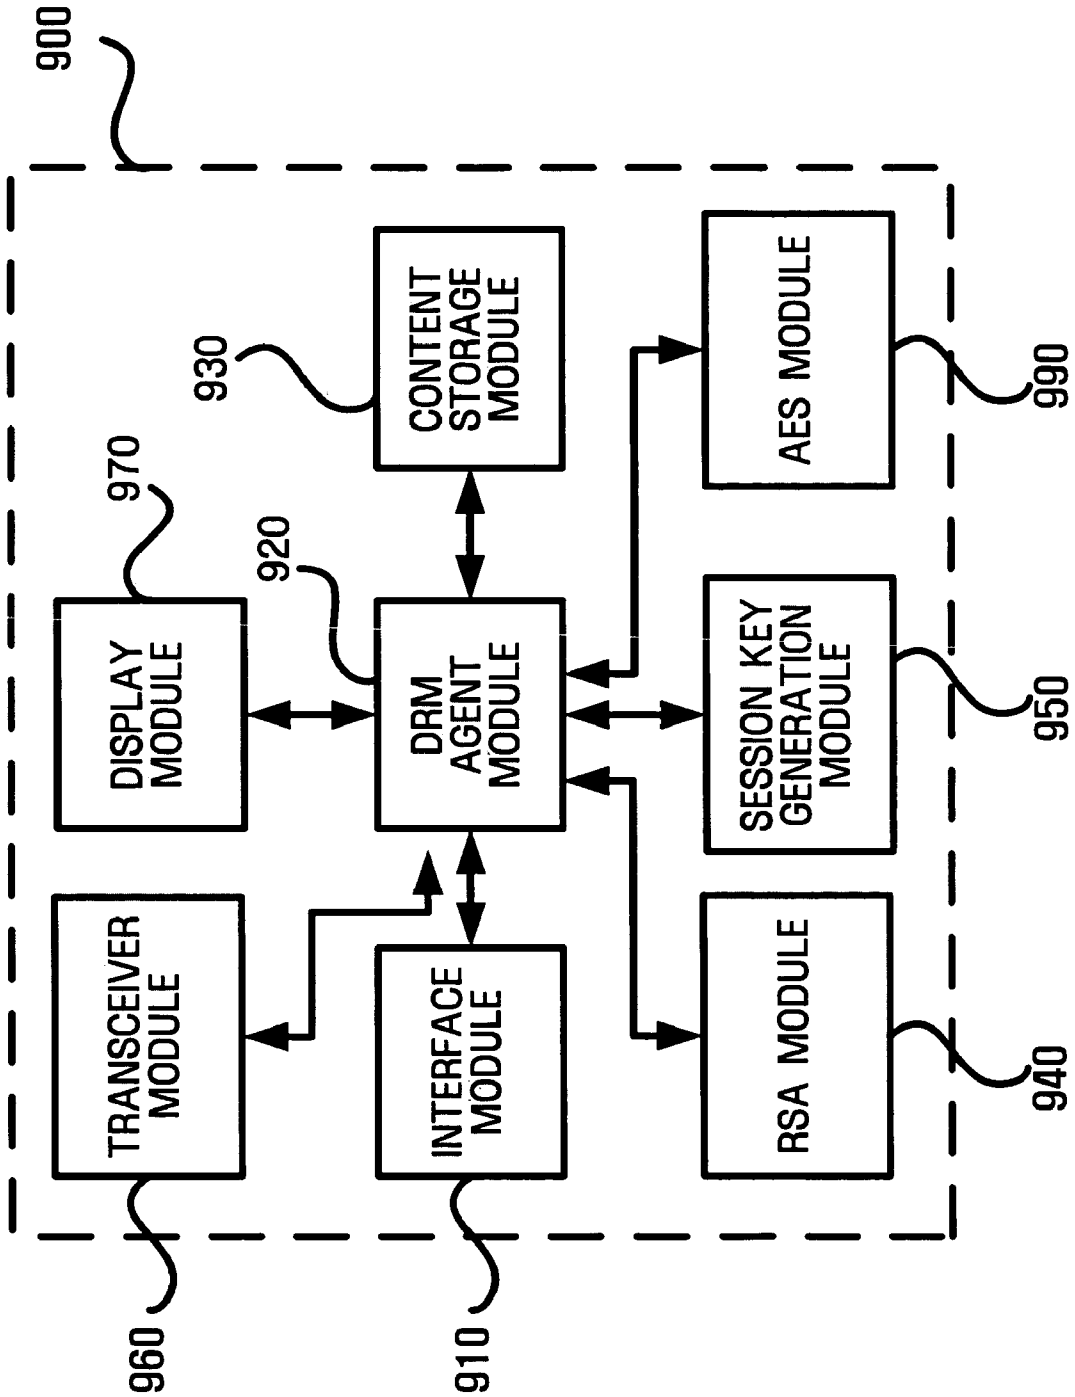 900
960
TRANSCEIVER
MODULE
DISPLAY
MODULE
970
920
910
INTERFACE
MODULE
DRM
AGENT
MODULE
CONTENT
STORAGE
MODULE
930
RSA MODULE
SESSION KEY
GENERATION
MODULE
AES MODULE
940
950
990